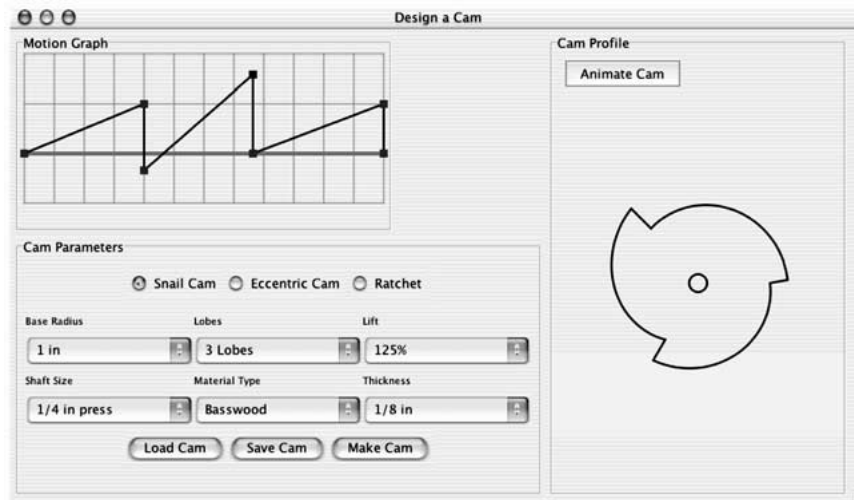 Design a Cam
Motion Graph
Cam Profile
Animate Cam
Cam Parameters
Snail Cam Eccentric Cam Ratchet
Base Radius Lobes Lift
1 in 3 Lobes 125%
Shaft Size Material Type Thickness
1/4 in press Basswood 1/8 in
Load Cam Save Cam Make Cam